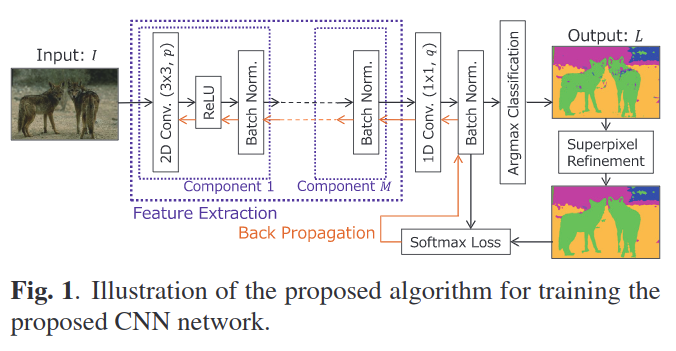 Input: I
2D Conv. (3x3, p)
ReLU
Batch Norm.
Component 1
Batch Norm.
Component M
Feature Extraction
1D Conv. (1x1, q)
Batch Norm.
Argmax Classification
Output: L
Superpixel
Refinement
Back Propagation
Softmax Loss
Fig. 1. Illustration of the proposed algorithm for training the
proposed CNN network.